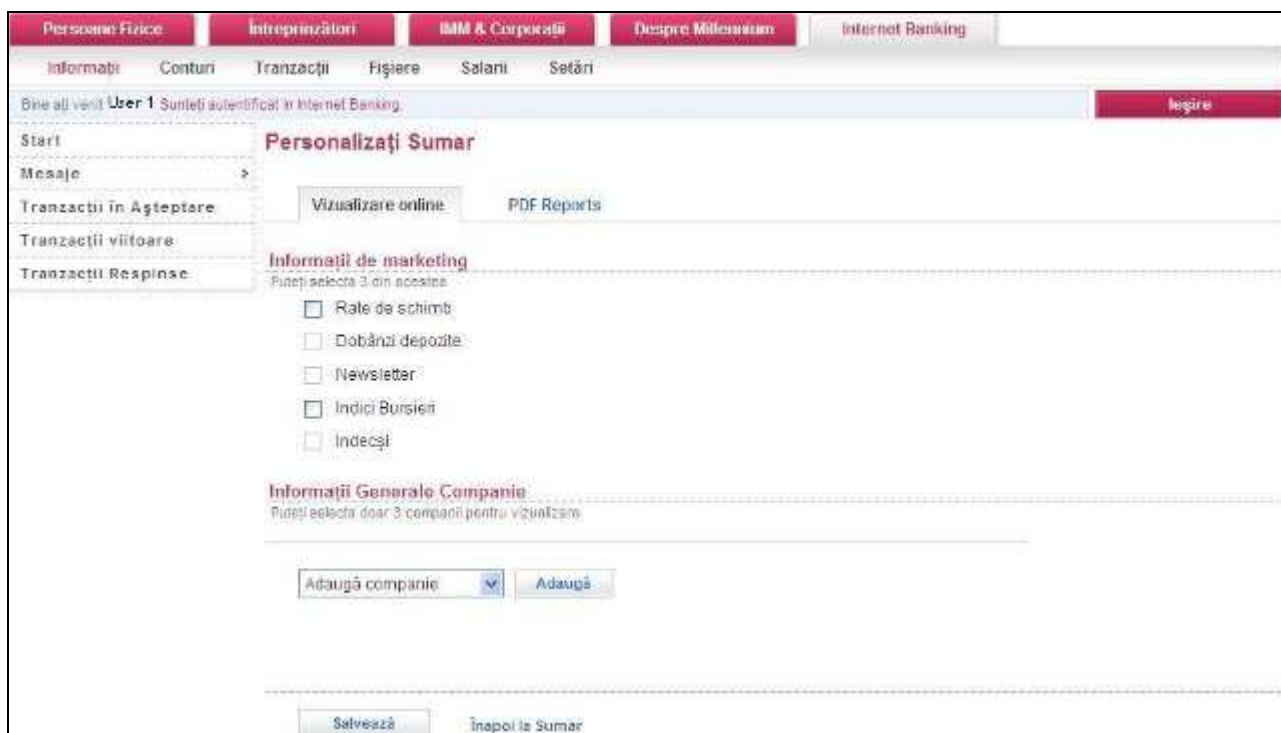 Persoane Fizice Întreprinzători IMM & Corporații Despre Millennium Internet Banking
Informații Conturi Tranzacții Fișiere Salarii Setări
Bine ați venit User 1 Sunteți autentificat in Internet Banking. Ieșire
Start
Mesaje >
Tranzacții în Așteptare
Tranzacții viitoare
Tranzacții Respinse
Personalizați Sumar
Vizualizare online PDF Reports
Informații de marketing
Puteți selecta 3 din acestea
Rate de schimb
Dobânzi depozite
Newsletter
Indici Bursieri
Indecși
Informații Generale Companie
Puteți selecta doar 3 companii pentru vizualizare
Adaugă companie Adaugă
Salvează Înapoi la Sumar